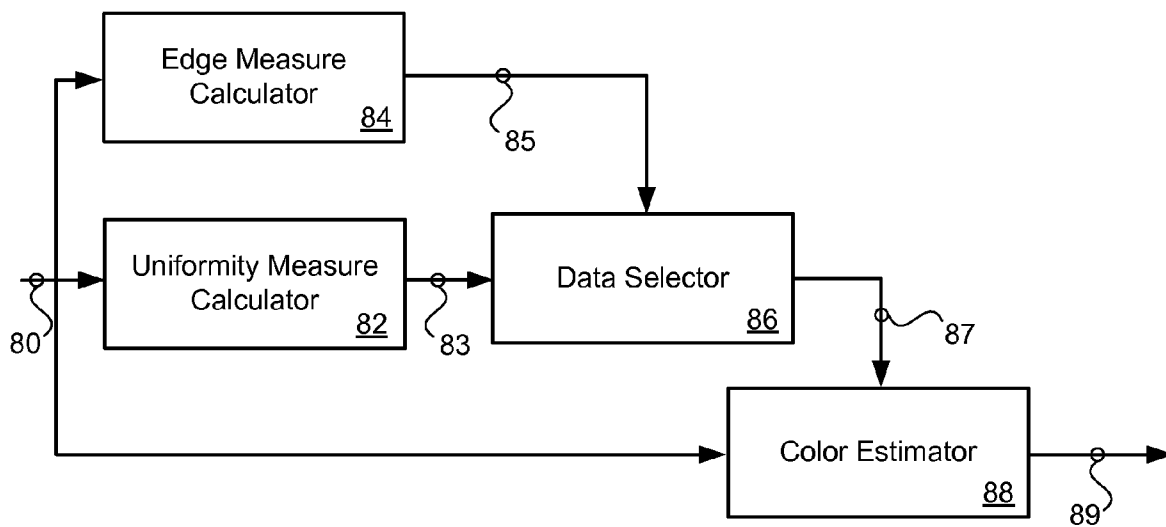 Edge Measure
Calculator
84
85
Uniformity Measure
Calculator
82
80
83
Data Selector
86
87
Color Estimator
88
89